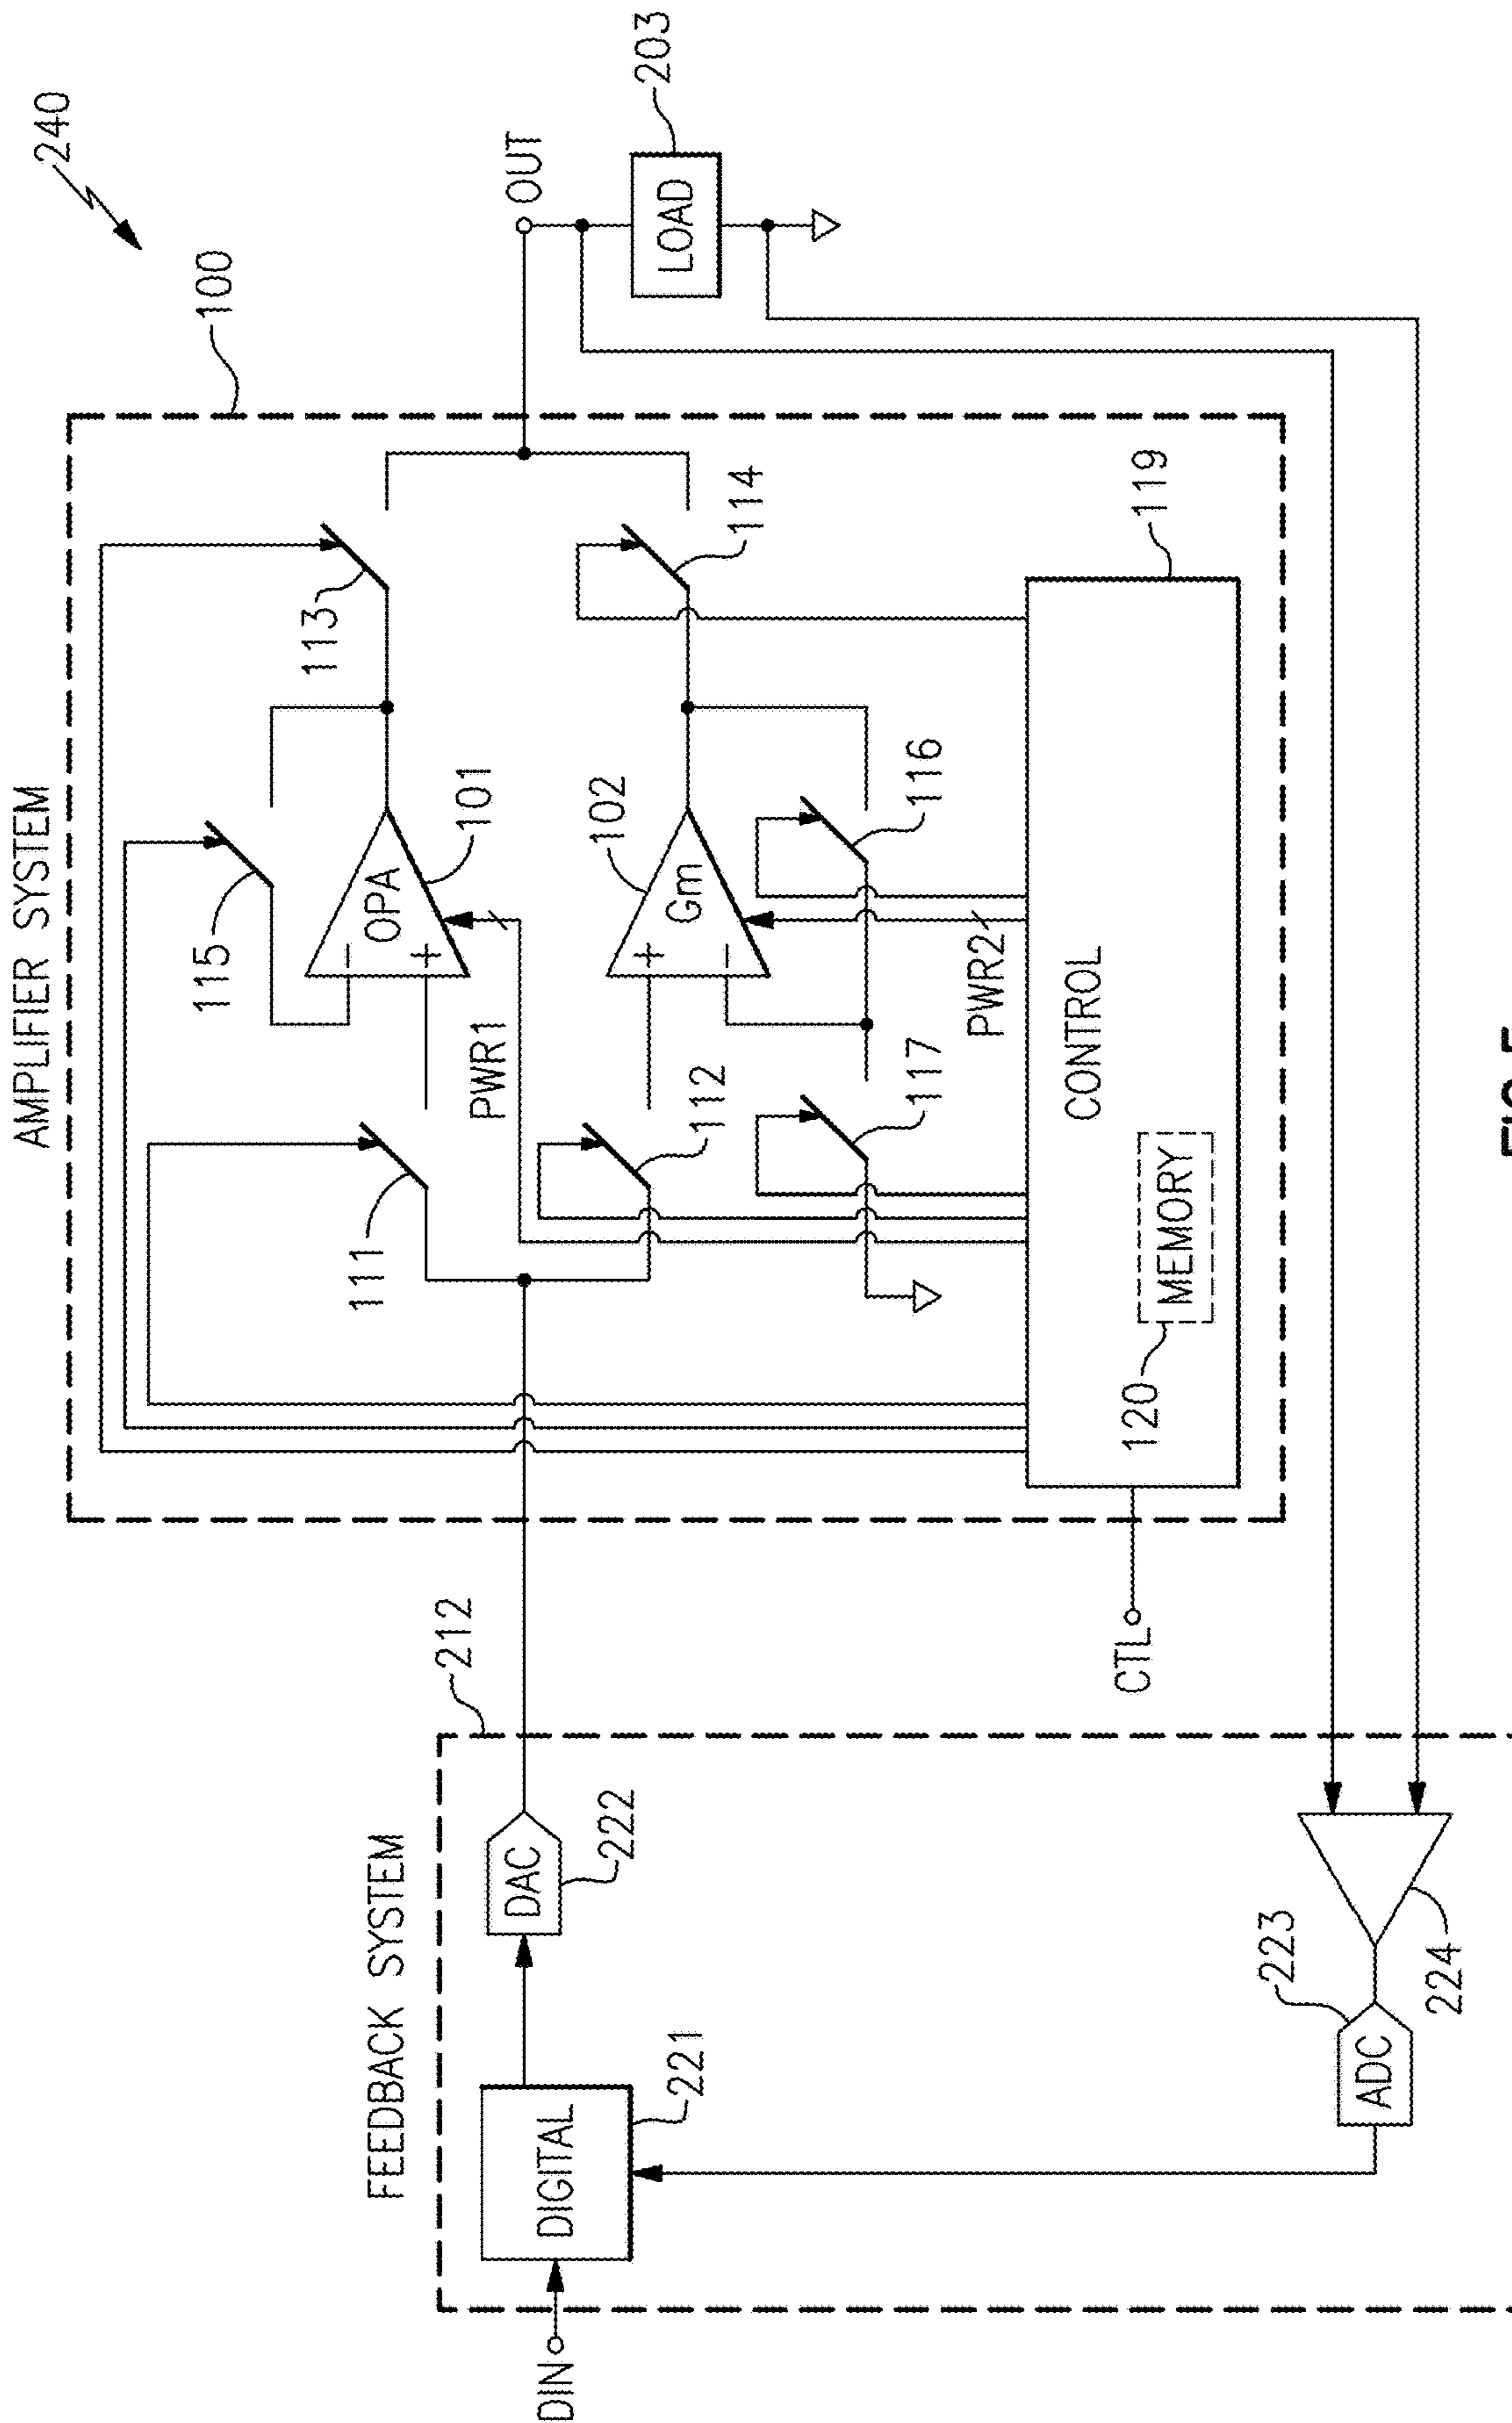 240
AMPLIFIER SYSTEM
100
113
115
OPA
−
+
101
111
PWR1
OUT
203
LOAD
114
102
Gm
+
−
112
116
117
PWR2
119
CONTROL
120
MEMORY
CTL
FEEDBACK SYSTEM
212
DAC
222
DIGITAL
221
DIN
223
ADC
224